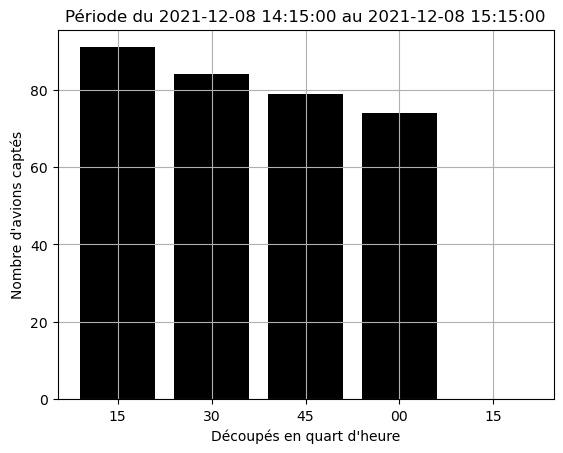 Période du 2021-12-08 14:15:00 au 2021-12-08 15:15:00
Nombre d'avions captés
80
60
40
20
0
15 30 45 00 15
Découpés en quart d'heure